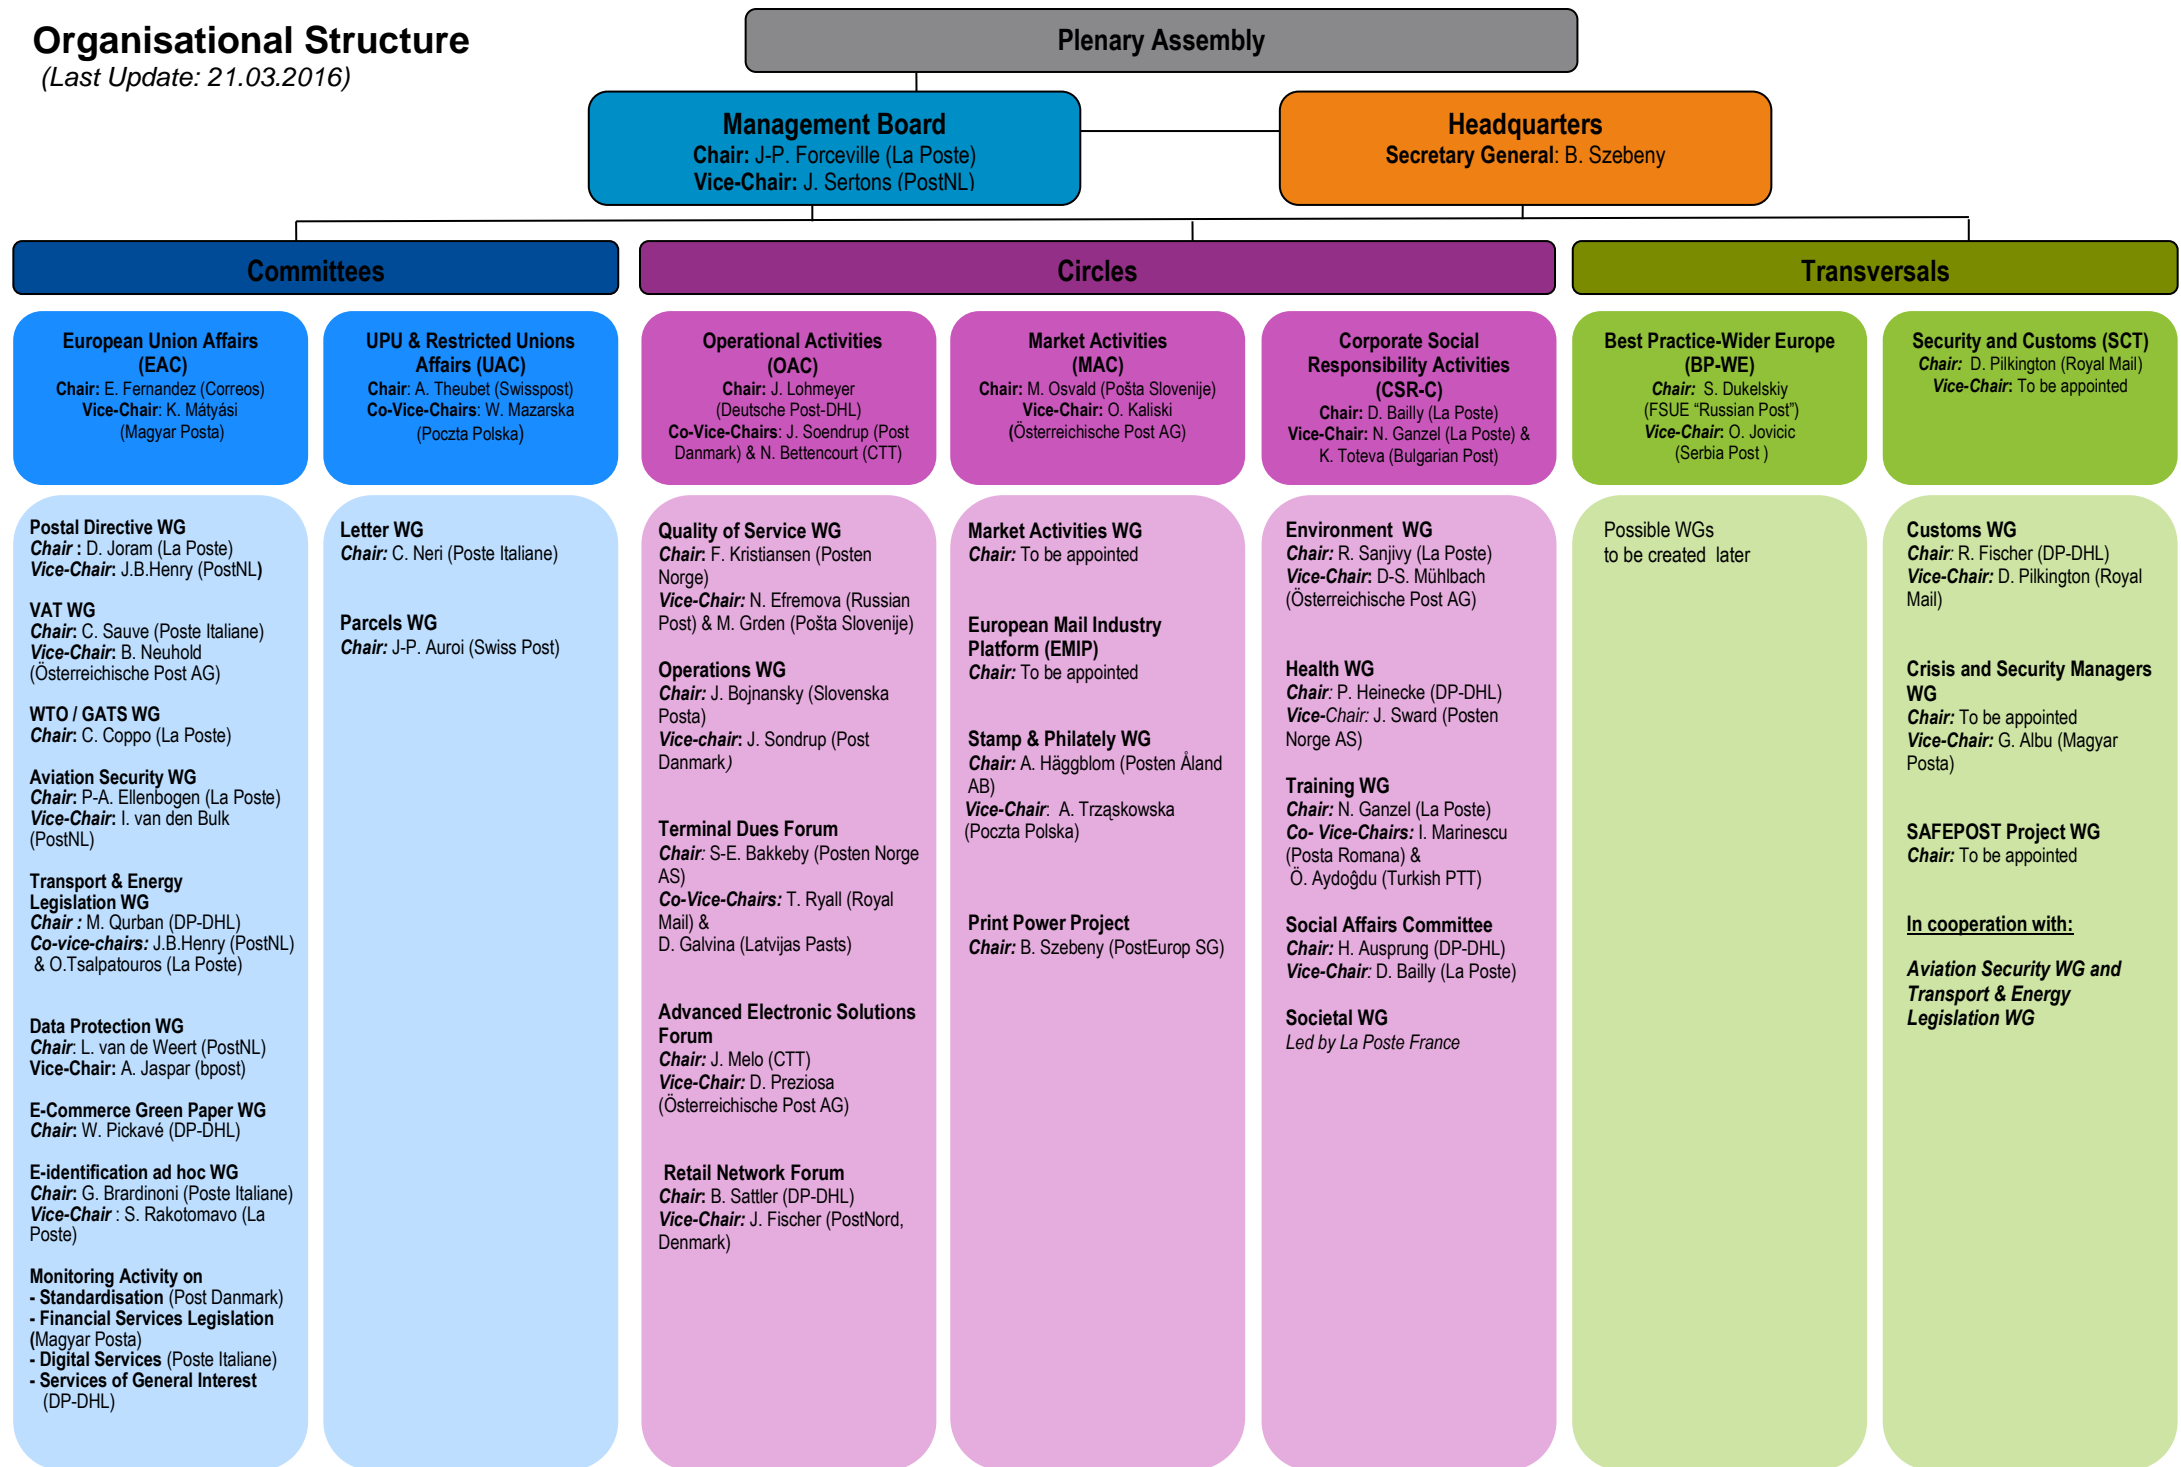 Organisational Structure
(Last Update: 21.03.2016)
Plenary Assembly
Management Board
Chair: J-P. Forceville (La Poste)
Vice-Chair: J. Sertons (PostNL)
Headquarters
Secretary General: B. Szebeny
Committees
Circles
Transversals
European Union Affairs
(EAC)
Chair: E. Fernandez (Correos)
Vice-Chair: K. Mátyási
(Magyar Posta)
UPU & Restricted Unions
Affairs (UAC)
Chair: A. Theubet (Swisspost)
Co-Vice-Chairs: W. Mazarska
(Poczta Polska)
Operational Activities
(OAC)
Chair: J. Lohmeyer
(Deutsche Post-DHL)
Co-Vice-Chairs: J. Soendrup (Post
Danmark) & N. Bettencourt (CTT)
Market Activities
(MAC)
Chair: M. Osvald (Pošta Slovenije)
Vice-Chair: O. Kaliski
(Österreichische Post AG)
Corporate Social
Responsibility Activities
(CSR-C)
Chair: D. Bailly (La Poste)
Vice-Chair: N. Ganzel (La Poste) &
K. Toteva (Bulgarian Post)
Best Practice-Wider Europe
(BP-WE)
Chair: S. Dukelskiy
(FSUE “Russian Post”)
Vice-Chair: O. Jovicic
(Serbia Post )
Security and Customs (SCT)
Chair: D. Pilkington (Royal Mail)
Vice-Chair: To be appointed
Postal Directive WG
Chair : D. Joram (La Poste)
Vice-Chair: J.B.Henry (PostNL)
VAT WG
Chair: C. Sauve (Poste Italiane)
Vice-Chair: B. Neuhold
(Österreichische Post AG)
WTO / GATS WG
Chair: C. Coppo (La Poste)
Aviation Security WG
Chair: P-A. Ellenbogen (La Poste)
Vice-Chair: I. van den Bulk
(PostNL)
Transport & Energy
Legislation WG
Chair : M. Qurban (DP-DHL)
Co-vice-chairs: J.B.Henry (PostNL)
& O.Tsalpatouros (La Poste)
Data Protection WG
Chair: L. van de Weert (PostNL)
Vice-Chair: A. Jaspar (bpost)
E-Commerce Green Paper WG
Chair: W. Pickavé (DP-DHL)
E-identification ad hoc WG
Chair: G. Brardinoni (Poste Italiane)
Vice-Chair : S. Rakotomavo (La
Poste)
Monitoring Activity on
- Standardisation (Post Danmark)
- Financial Services Legislation
(Magyar Posta)
- Digital Services (Poste Italiane)
- Services of General Interest
(DP-DHL)
Letter WG
Chair: C. Neri (Poste Italiane)
Parcels WG
Chair: J-P. Auroi (Swiss Post)
Quality of Service WG
Chair: F. Kristiansen (Posten
Norge)
Vice-Chair: N. Efremova (Russian
Post) & M. Grden (Pošta Slovenije)
Operations WG
Chair: J. Bojnansky (Slovenska
Posta)
Vice-chair: J. Sondrup (Post
Danmark)
Terminal Dues Forum
Chair: S-E. Bakkeby (Posten Norge
AS)
Co-Vice-Chairs: T. Ryall (Royal
Mail) &
D. Galvina (Latvijas Pasts)
Advanced Electronic Solutions
Forum
Chair: J. Melo (CTT)
Vice-Chair: D. Preziosa
(Österreichische Post AG)
Retail Network Forum
Chair: B. Sattler (DP-DHL)
Vice-Chair: J. Fischer (PostNord,
Denmark)
Market Activities WG
Chair: To be appointed
European Mail Industry
Platform (EMIP)
Chair: To be appointed
Stamp & Philately WG
Chair: A. Häggblom (Posten Åland
AB)
Vice-Chair: A. Trząskowska
(Poczta Polska)
Print Power Project
Chair: B. Szebeny (PostEurop SG)
Environment WG
Chair: R. Sanjivy (La Poste)
Vice-Chair: D-S. Mühlbach
(Österreichische Post AG)
Health WG
Chair: P. Heinecke (DP-DHL)
Vice-Chair: J. Sward (Posten
Norge AS)
Training WG
Chair: N. Ganzel (La Poste)
Co- Vice-Chairs: I. Marinescu
(Posta Romana) &
Ö. Aydoĝdu (Turkish PTT)
Social Affairs Committee
Chair: H. Ausprung (DP-DHL)
Vice-Chair: D. Bailly (La Poste)
Societal WG
Led by La Poste France
Possible WGs
to be created later
Customs WG
Chair: R. Fischer (DP-DHL)
Vice-Chair: D. Pilkington (Royal
Mail)
Crisis and Security Managers
WG
Chair: To be appointed
Vice-Chair: G. Albu (Magyar
Posta)
SAFEPOST Project WG
Chair: To be appointed
In cooperation with:
Aviation Security WG and
Transport & Energy
Legislation WG